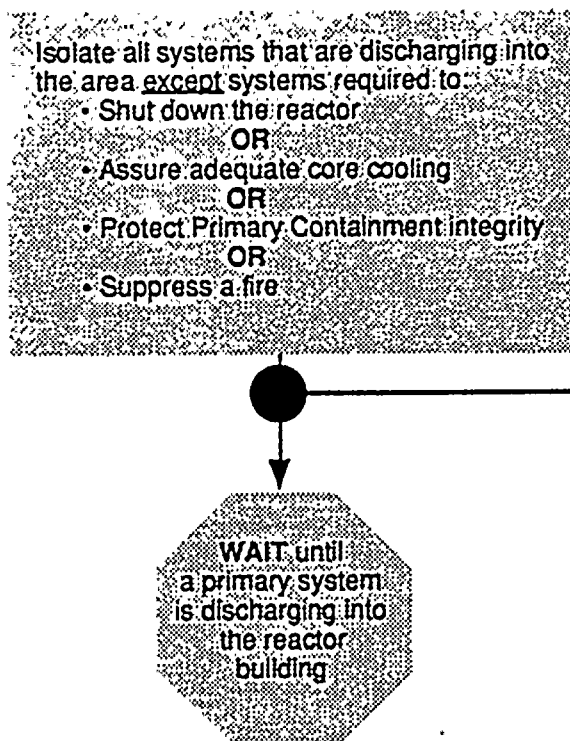 Isolate all systems that are discharging into
the area except systems required to:
• Shut down the reactor
OR
• Assure adequate core cooling
OR
• Protect Primary Containment integrity
OR
• Suppress a fire
WAIT until
a primary system
is discharging into
the reactor
building